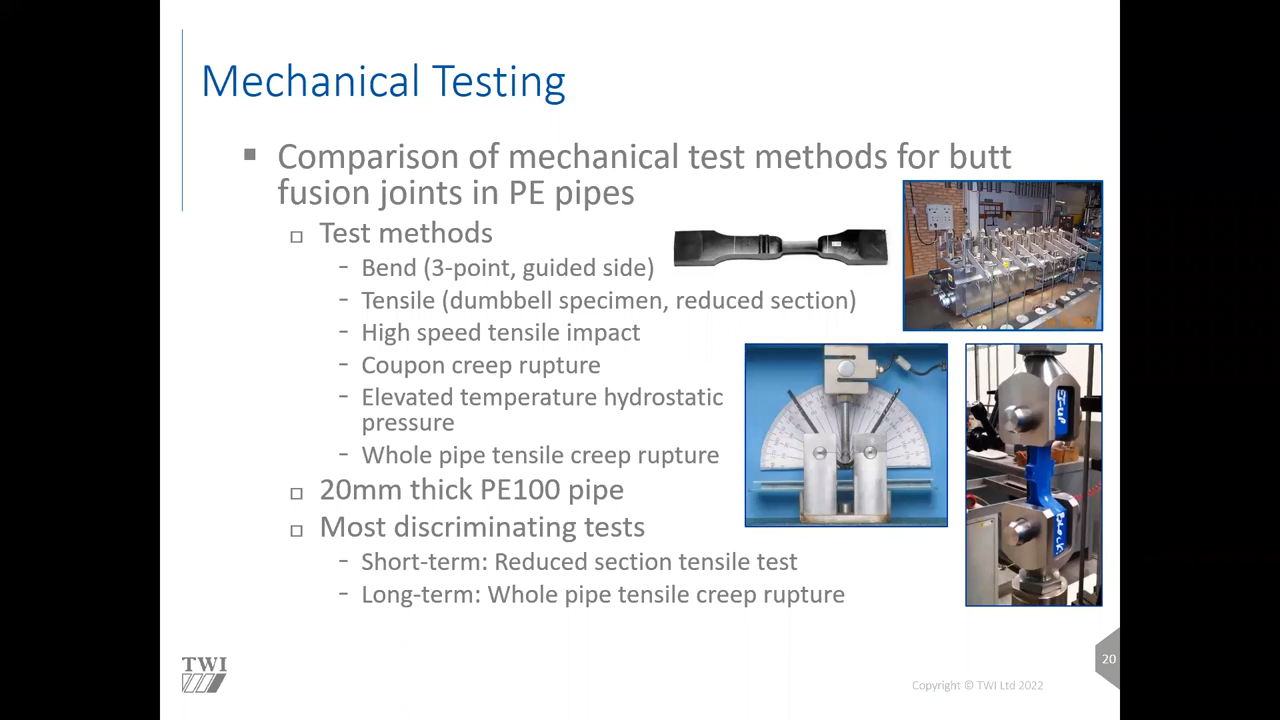 Mechanical Testing
▪ Comparison of mechanical test methods for butt
fusion joints in PE pipes
□ Test methods
- Bend (3-point, guided side)
- Tensile (dumbbell specimen, reduced section)
- High speed tensile impact
- Coupon creep rupture
- Elevated temperature hydrostatic
pressure
- Whole pipe tensile creep rupture
□ 20mm thick PE100 pipe
□ Most discriminating tests
- Short-term: Reduced section tensile test
- Long-term: Whole pipe tensile creep rupture
TWI
Copyright © TWI Ltd 2022
20